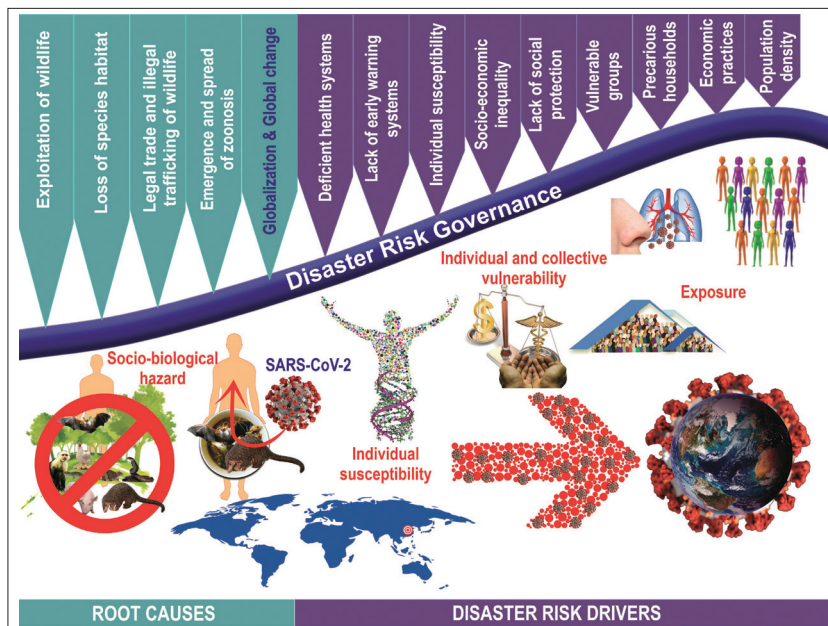 Exploitation of wildlife
Loss of species habitat
Legal trade and illegal
trafficking of wildlife
Emergence and spread
of zoonosis
Globalization & Global change
Deficient health systems
Lack of early warning
systems
Individual susceptibility
Socio-economic
inequality
Lack of social
protection
Vulnerable
groups
Precarious
households
Economic
practices
Population
density
Disaster Risk Governance
Individual and collective
vulnerability
Exposure
Socio-biological
hazard
SARS-CoV-2
Individual
susceptibility
ROOT CAUSES
DISASTER RISK DRIVERS